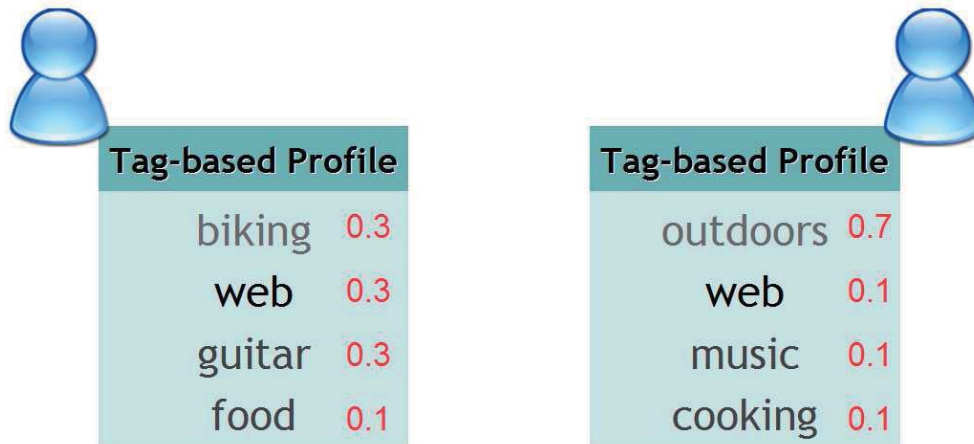 Tag-based Profile
biking 0.3
web 0.3
guitar 0.3
food 0.1
Tag-based Profile
outdoors 0.7
web 0.1
music 0.1
cooking 0.1